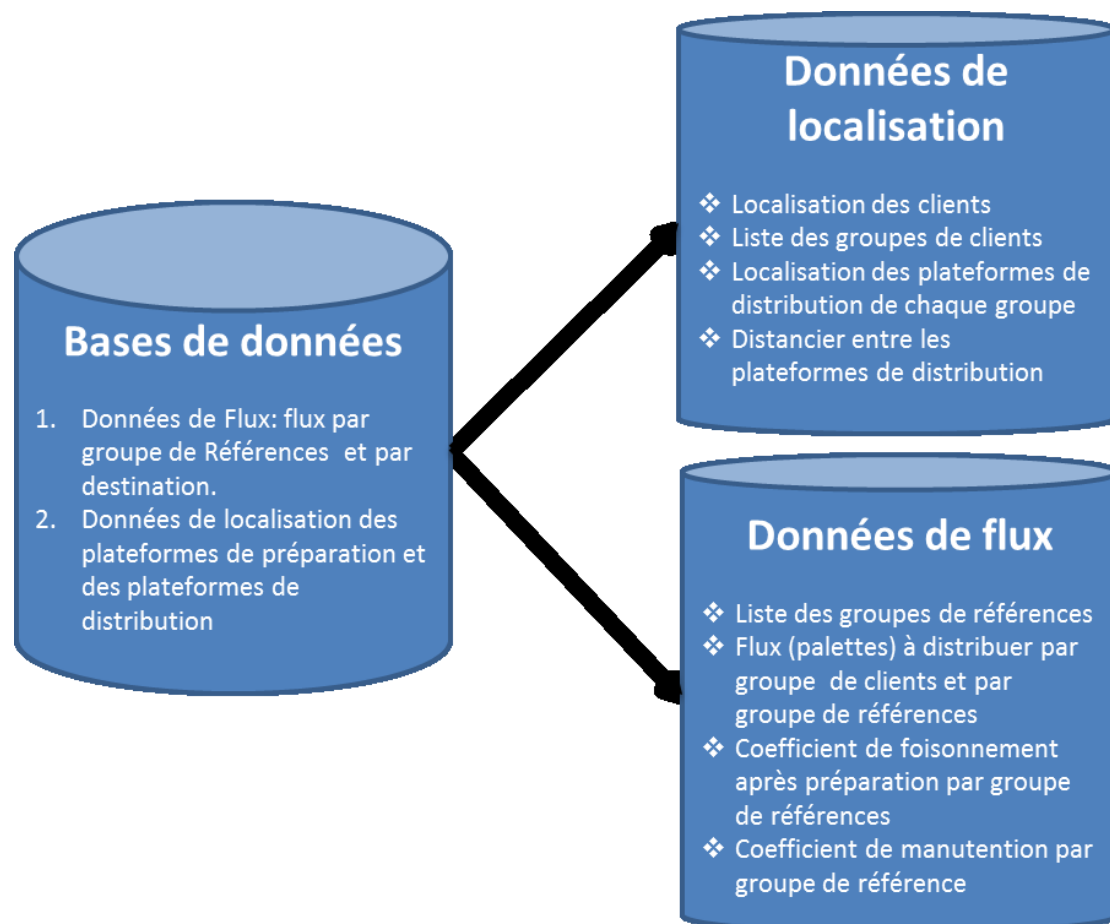 Bases de données
1. Données de Flux: flux par
groupe de Références et par
destination.
2. Données de localisation des
plateformes de préparation et
des plateformes de
distribution
Données de
localisation
❖ Localisation des clients
❖ Liste des groupes de clients
❖ Localisation des plateformes de
distribution de chaque groupe
❖ Distancier entre les
plateformes de distribution
Données de flux
❖ Liste des groupes de références
❖ Flux (palettes) à distribuer par
groupe de clients et par
groupe de références
❖ Coefficient de foisonnement
après préparation par groupe
de références
❖ Coefficient de manutention par
groupe de référence